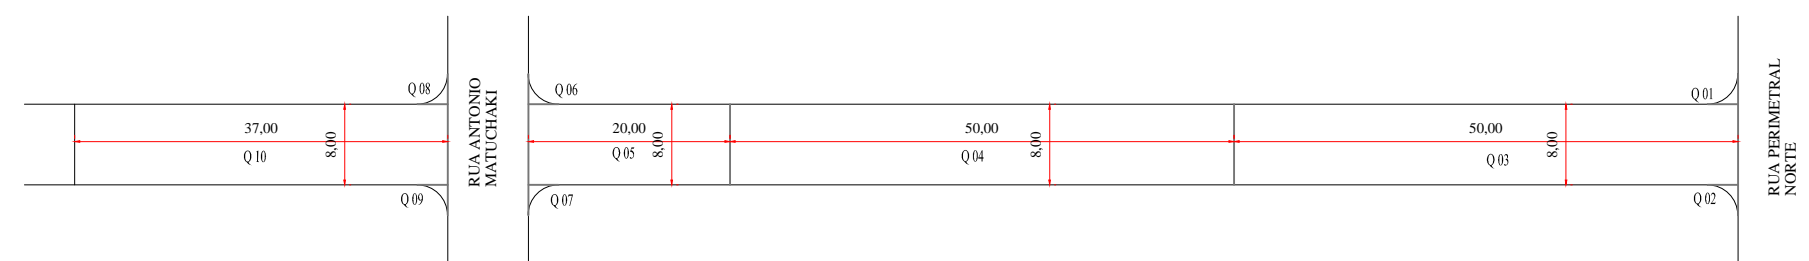 Q 08
Q 06
Q 01
37,00
8,00
Q 10
RUA ANTONIO
MATUCHAKI
20,00
8,00
Q 05
50,00
8,00
Q 04
50,00
8,00
Q 03
RUA PERIMETRAL
NORTE
Q 09
Q 07
Q 02